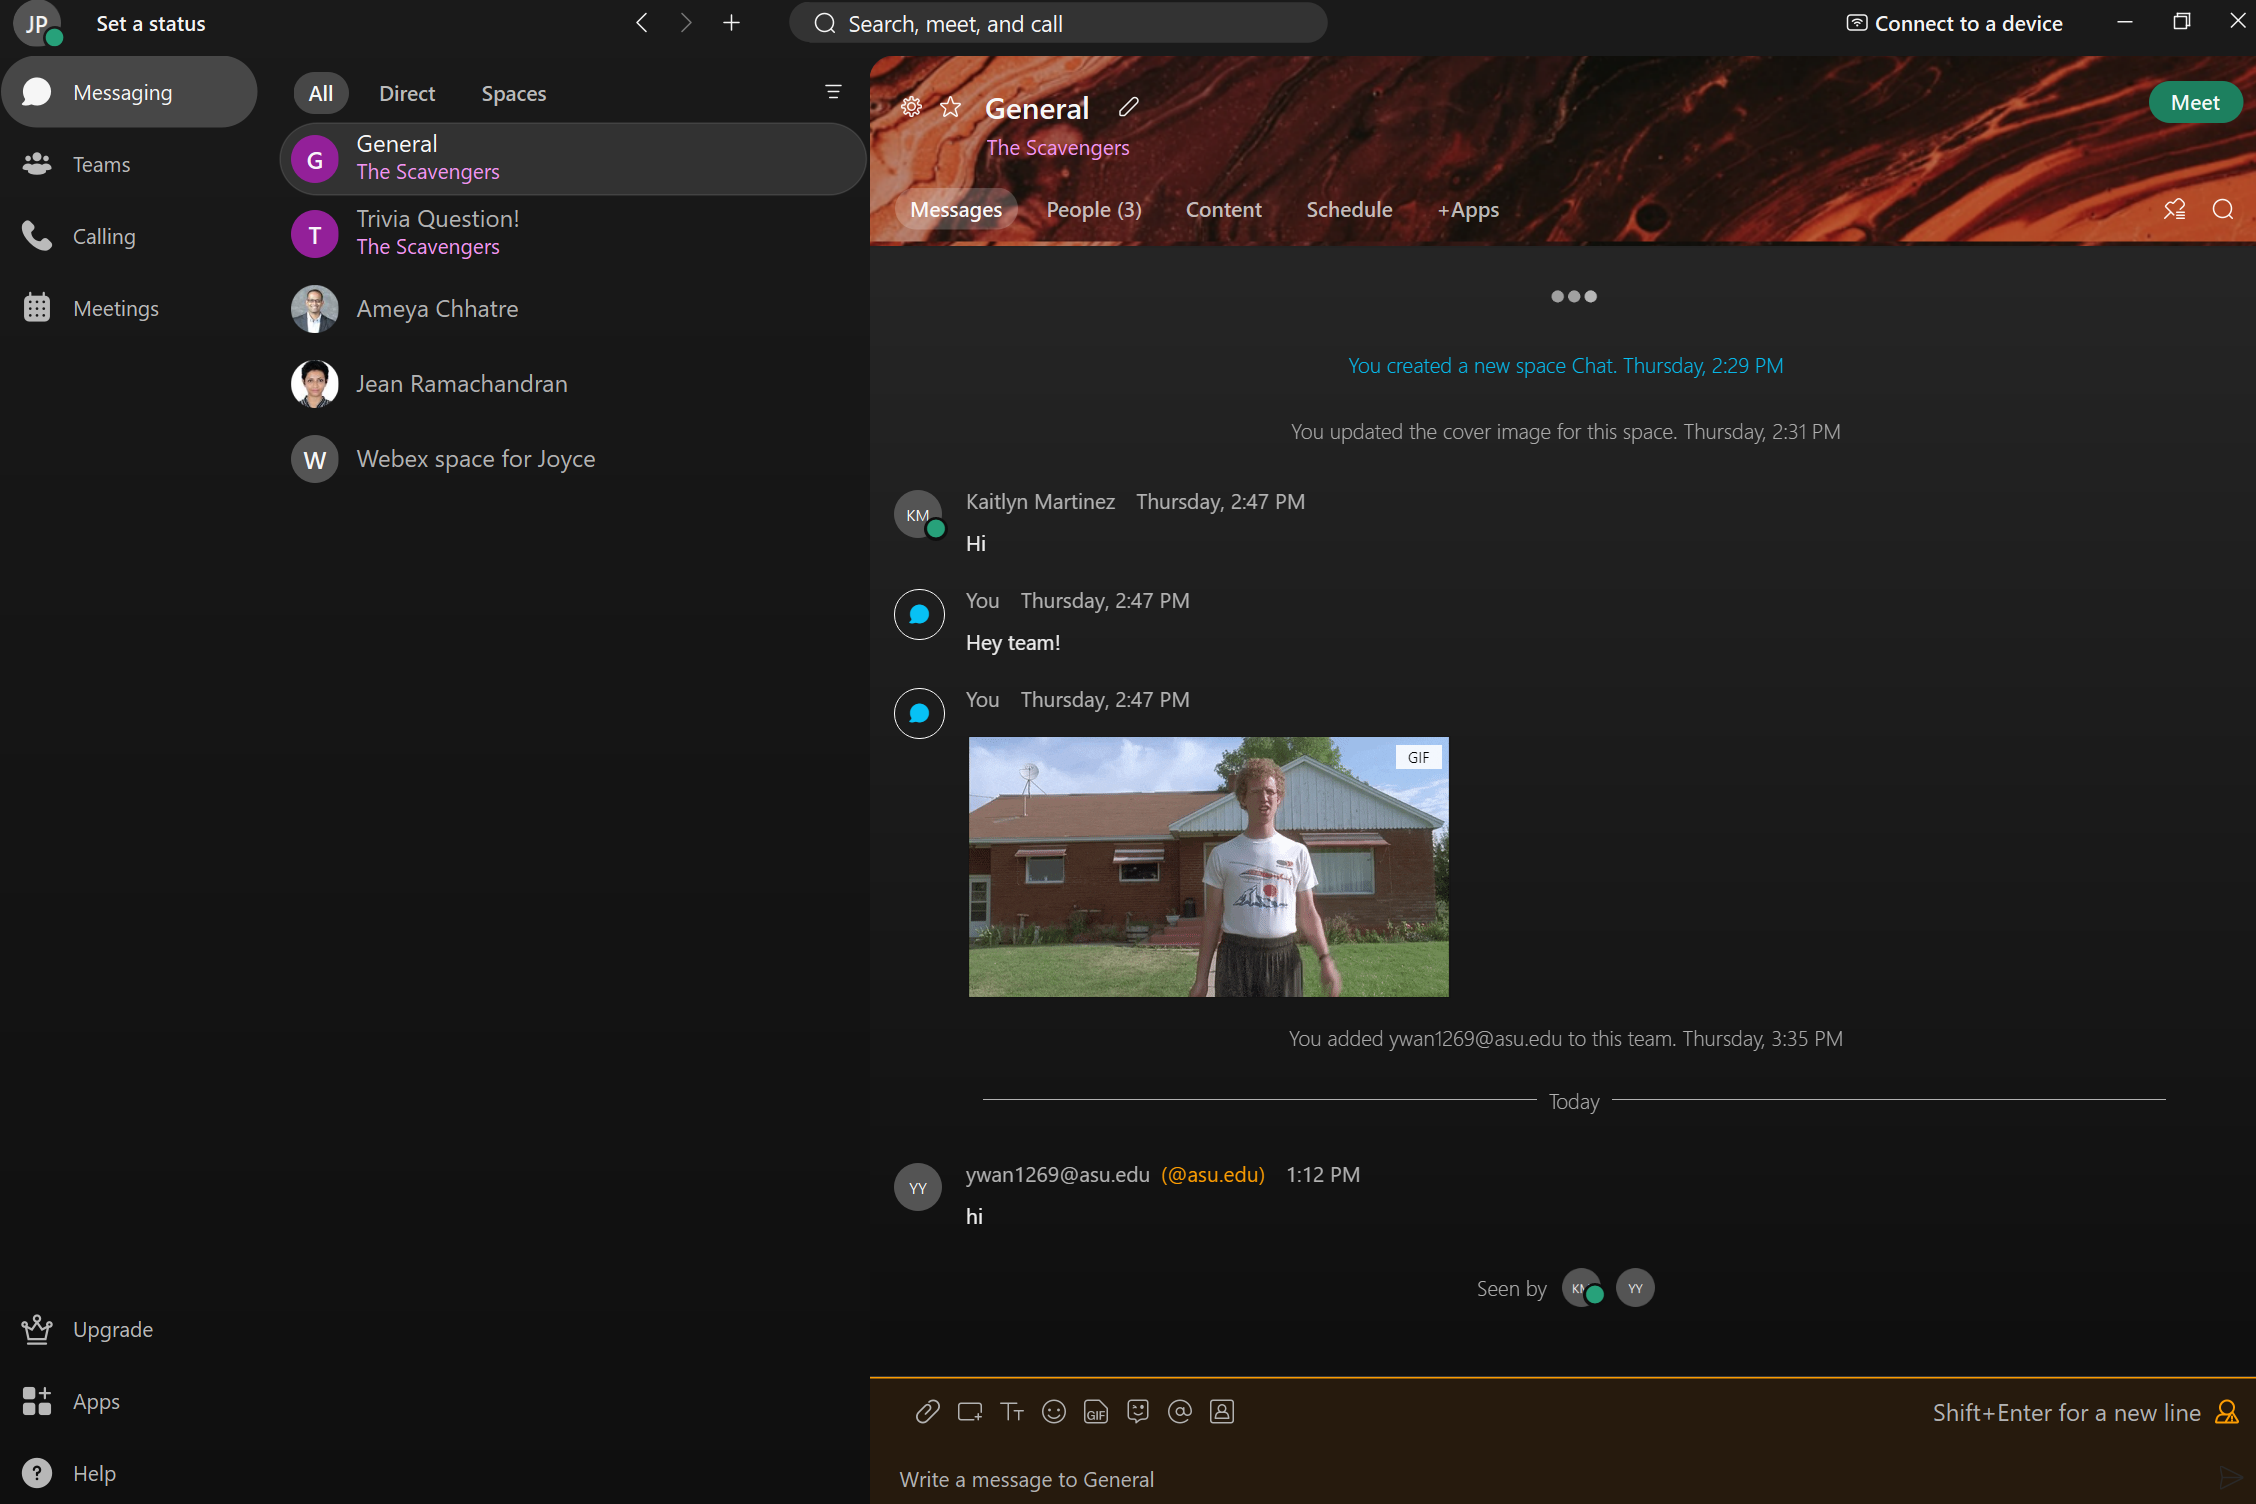 JP
Set a status
Search, meet, and call
Connect to a device
Messaging
Teams
Calling
Meetings
Upgrade
Apps
Help
All
Direct
Spaces
G
General
The Scavengers
T
Trivia Question!
The Scavengers
Ameya Chhatre
Jean Ramachandran
W
Webex space for Joyce
General
The Scavengers
Meet
Messages
People (3)
Content
Schedule
+Apps
You created a new space Chat. Thursday, 2:29 PM
You updated the cover image for this space. Thursday, 2:31 PM
KM
Kaitlyn Martinez Thursday, 2:47 PM
Hi
You Thursday, 2:47 PM
Hey team!
You Thursday, 2:47 PM
GIF
You added ywan1269@asu.edu to this team. Thursday, 3:35 PM
Today
YY
ywan1269@asu.edu (@asu.edu) 1:12 PM
hi
Seen by
YY
GIF
Shift+Enter for a new line
Write a message to General